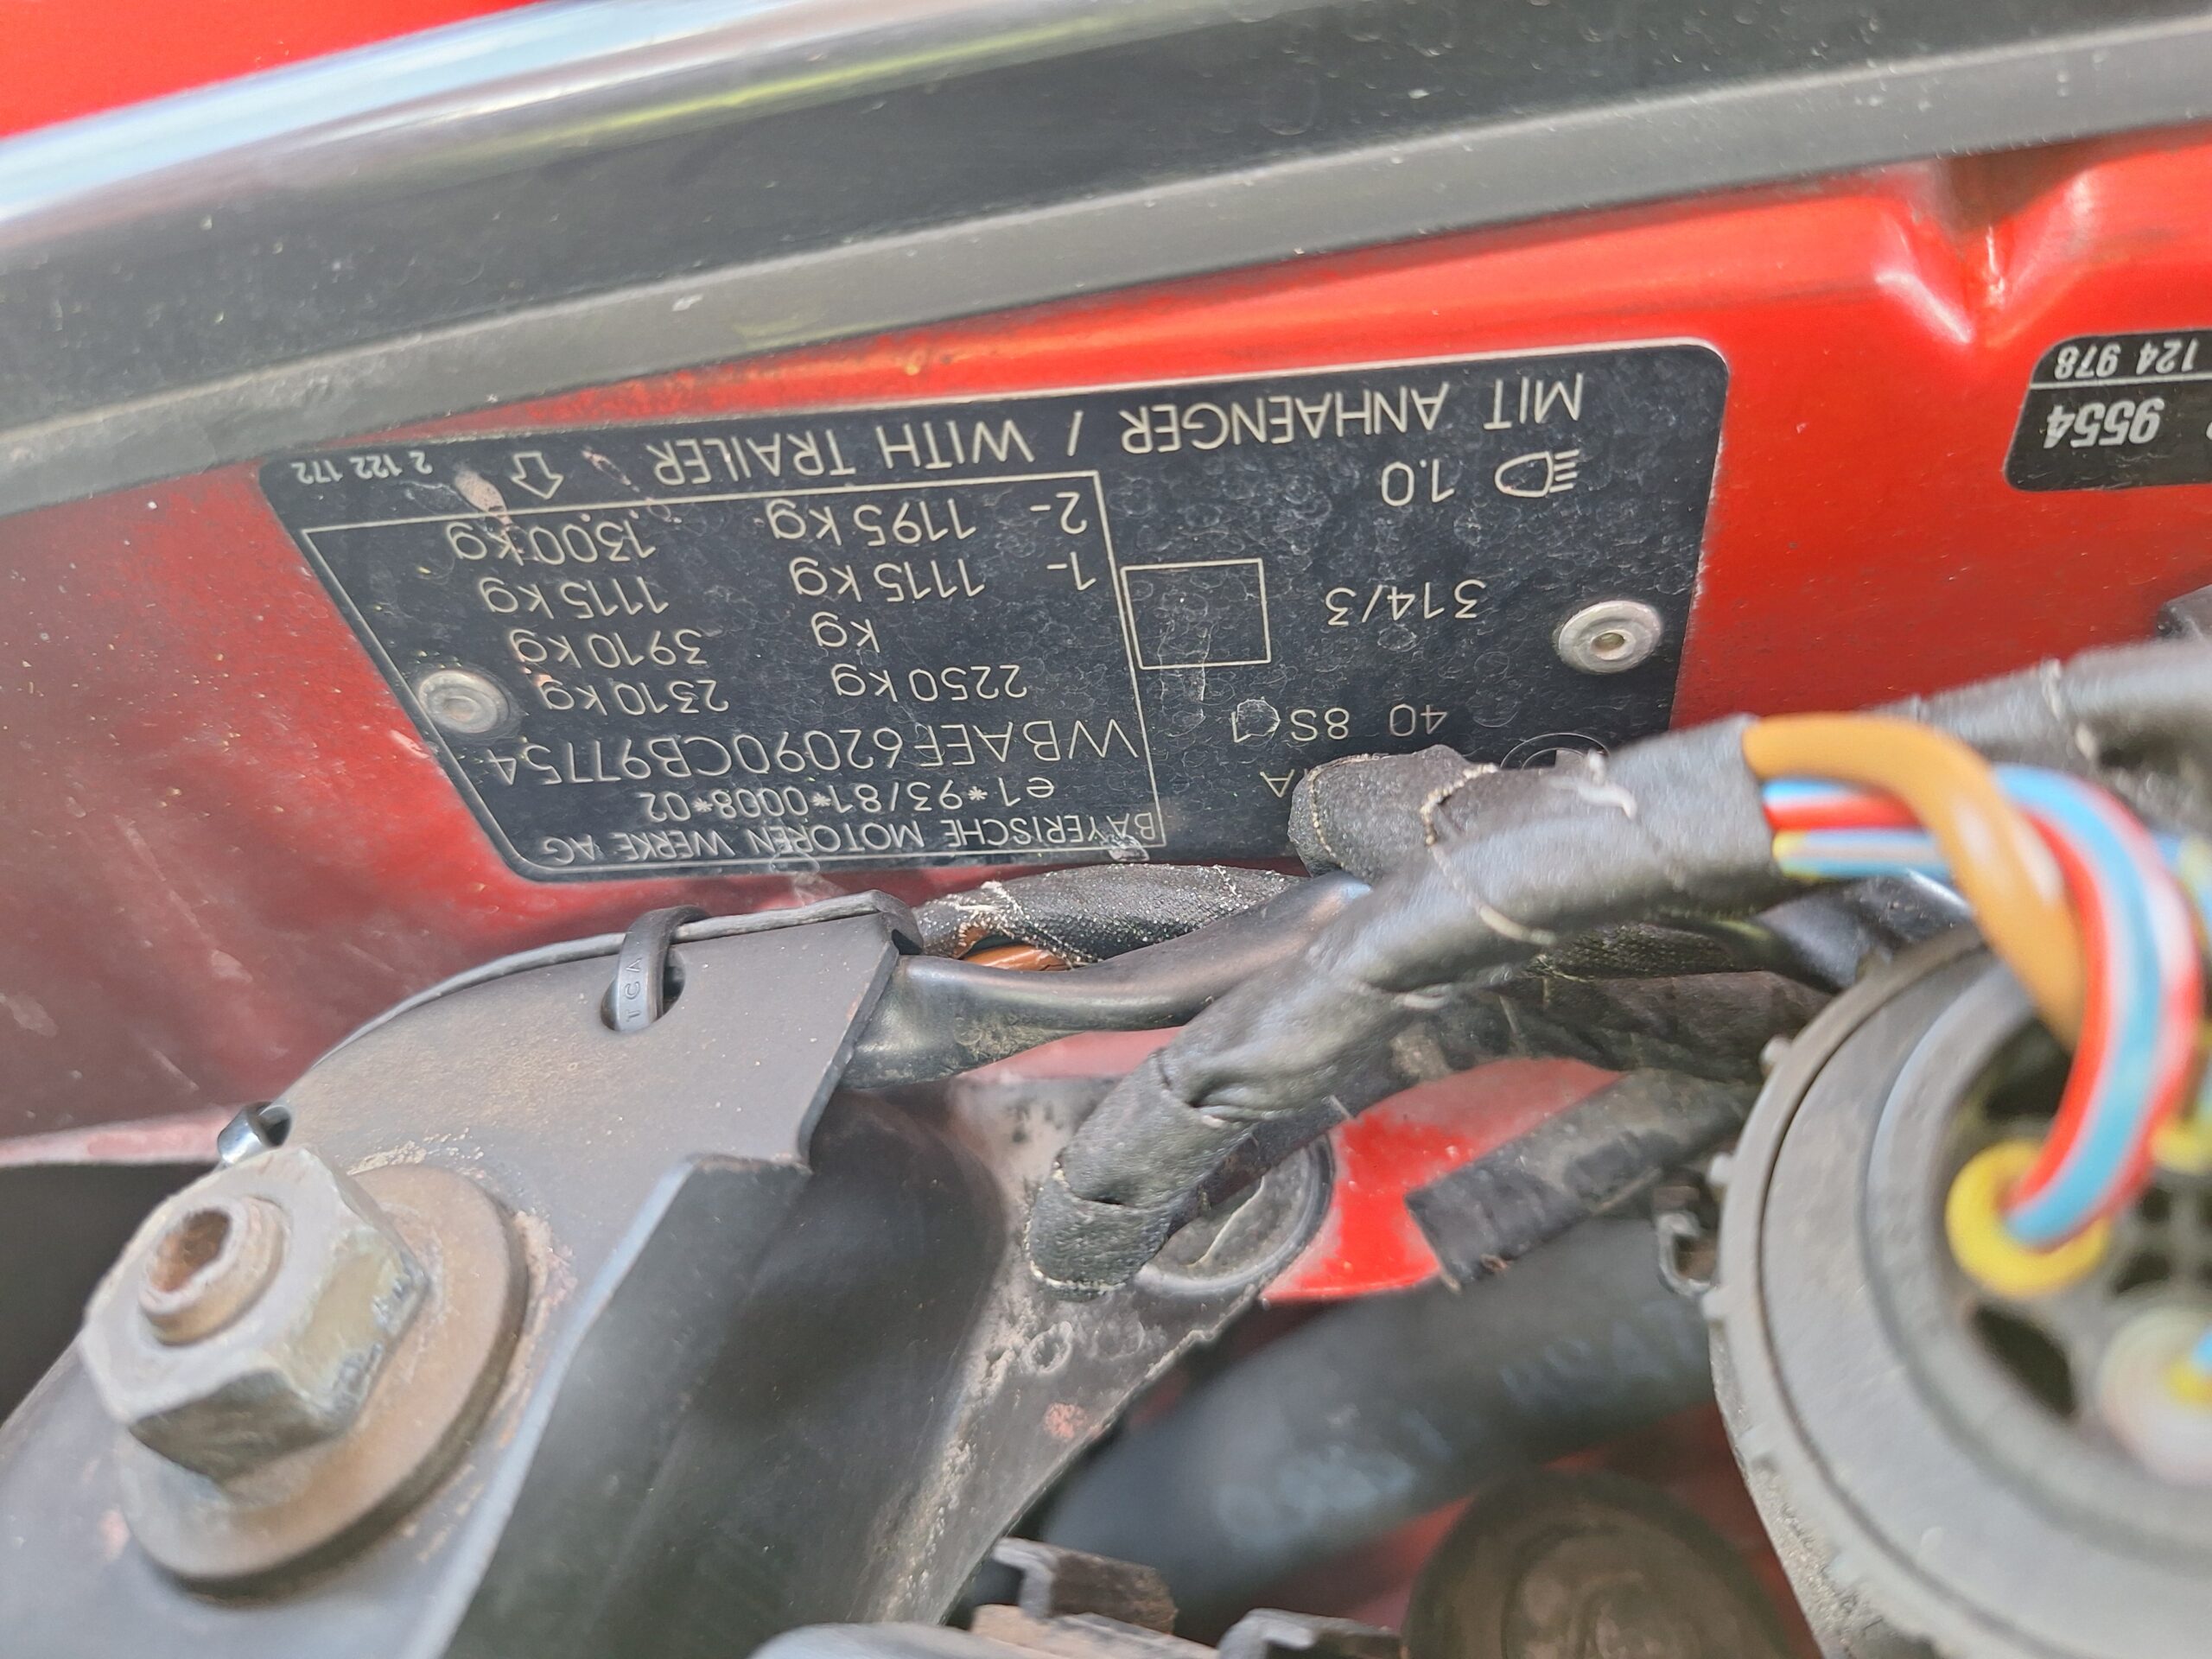 BAYERISCHE MOTOREN WERKE AG
e1*93/81*0008*02
WBAEF62090CB97754
2250 kg 2310 kg
kg 3910 kg
1- 1115 kg 1115 kg
2- 1195 kg 1300 kg
A
40 8S 1
314/3
1.0
MIT ANHAENGER / WITH TRAILER 2 122 172
9554
124 978